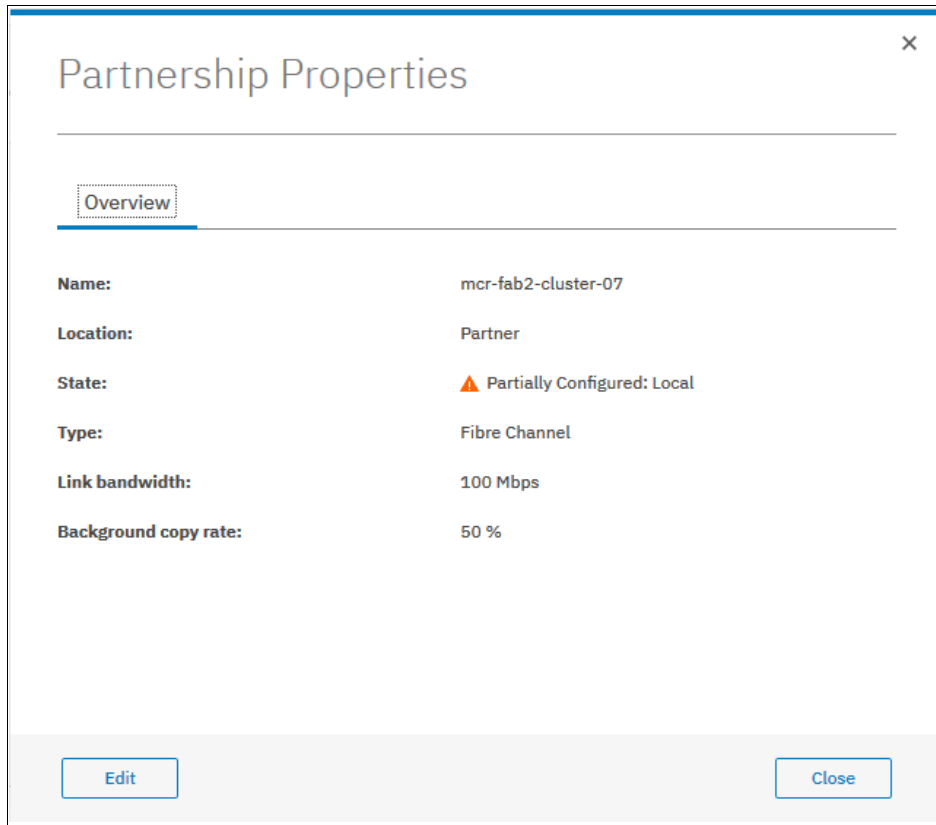 Partnership Properties
Overview
Name: mcr-fab2-cluster-07
Location: Partner
State: Partially Configured: Local
Type: Fibre Channel
Link bandwidth: 100 Mbps
Background copy rate: 50 %
Edit Close